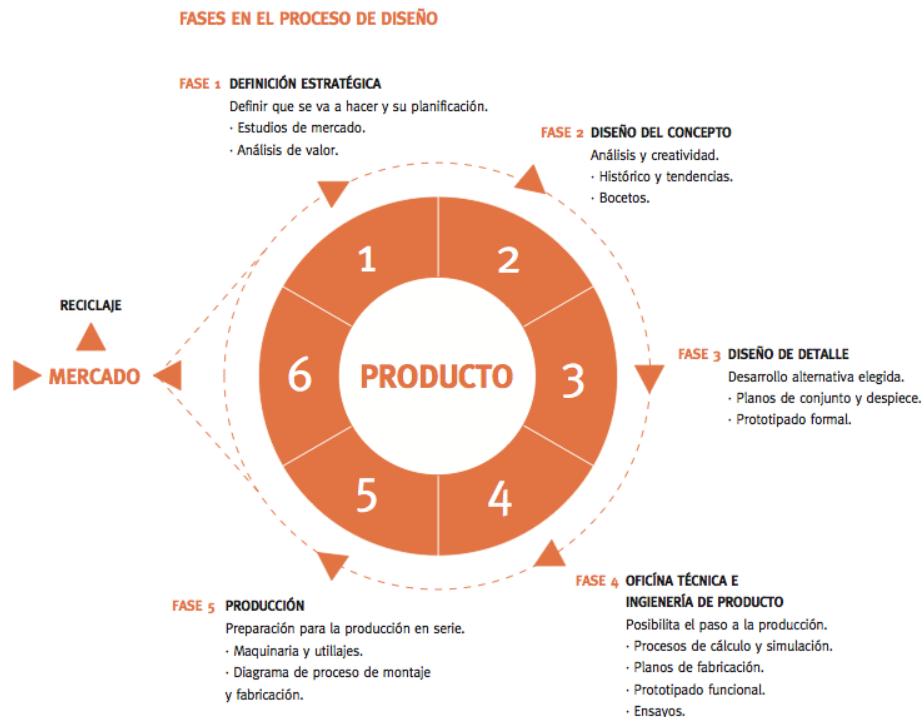 FASES EN EL PROCESO DE DISEÑO
FASE 1 DEFINICIÓN ESTRATÉGICA
Definir que se va a hacer y su planificación.
· Estudios de mercado.
· Análisis de valor.
FASE 2 DISEÑO DEL CONCEPTO
Análisis y creatividad.
· Histórico y tendencias.
· Bocetos.
1
2
RECICLAJE
MERCADO
6
PRODUCTO
3
FASE 3 DISEÑO DE DETALLE
Desarrollo alternativa elegida.
· Planos de conjunto y despiece.
· Prototipado formal.
5
4
FASE 4 OFICÍNA TÉCNICA E
INGIENERÍA DE PRODUCTO
Posibilita el paso a la producción.
· Procesos de cálculo y simulación.
· Planos de fabricación.
· Prototipado funcional.
· Ensayos.
FASE 5 PRODUCCIÓN
Preparación para la producción en serie.
· Maquinaria y utillajes.
· Diagrama de proceso de montaje
y fabricación.